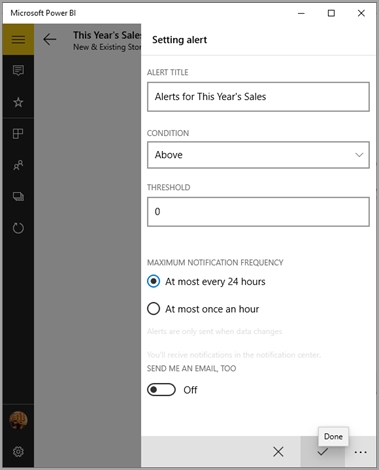 Microsoft Power BI
This Year's Sales
New & Existing Stor
Setting alert
ALERT TITLE
Alerts for This Year's Sales
CONDITION
Above
THRESHOLD
0
MAXIMUM NOTIFICATION FREQUENCY
At most every 24 hours
At most once an hour
Alerts are only sent when data changes
You'll recive notifications in the notification center.
SEND ME AN EMAIL, TOO
Off
Done